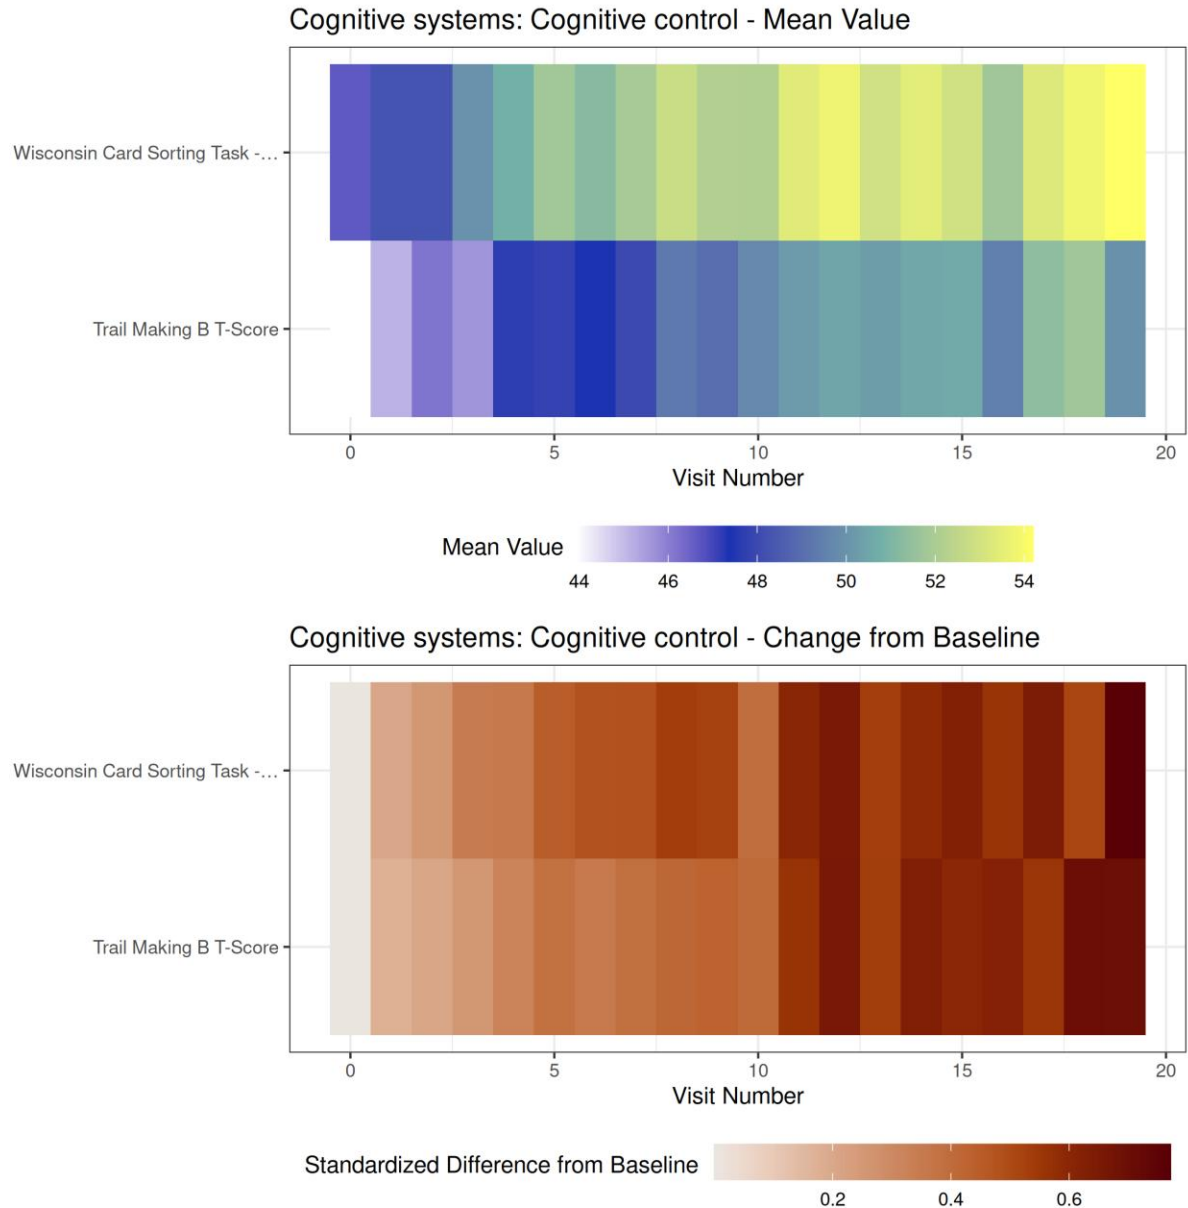 Cognitive systems: Cognitive control - Mean Value
Wisconsin Card Sorting Task -...
Trail Making B T-Score
0 5 10 15 20
Visit Number
Mean Value
44 46 48 50 52 54
Cognitive systems: Cognitive control - Change from Baseline
Wisconsin Card Sorting Task -...
Trail Making B T-Score
0 5 10 15 20
Visit Number
Standardized Difference from Baseline
0.2 0.4 0.6